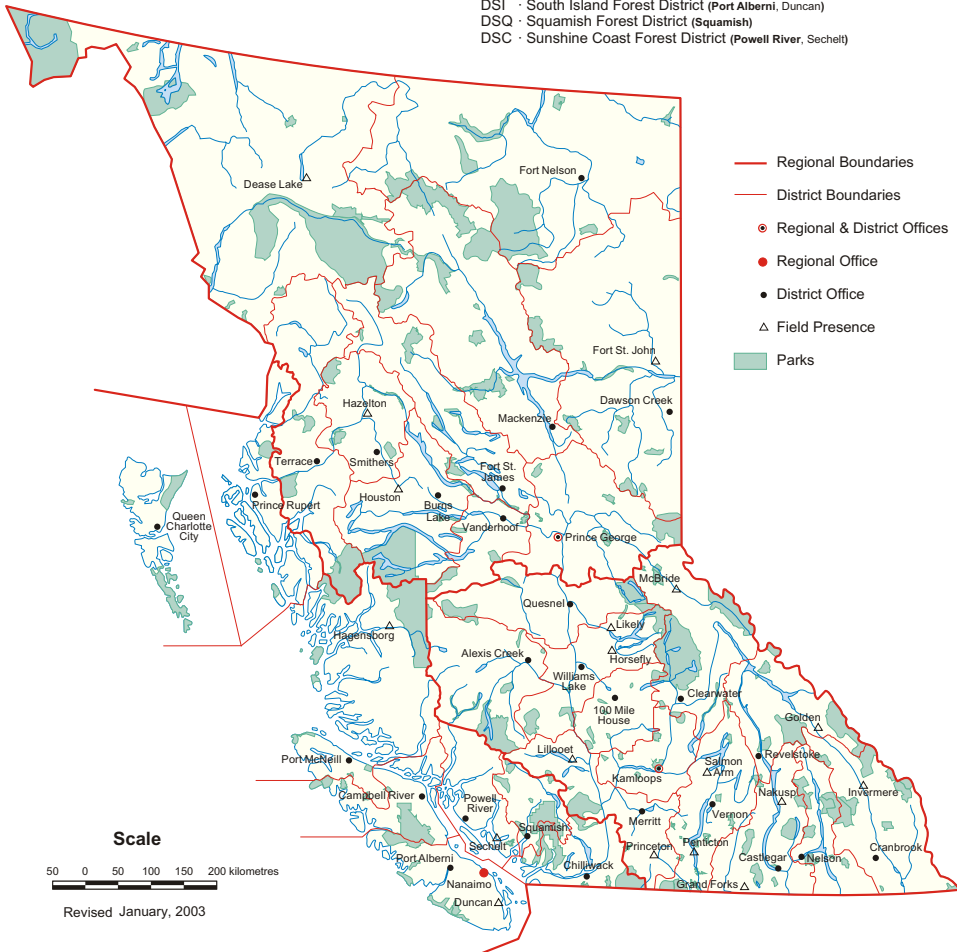 DSI · South Island Forest District (Port Alberni, Duncan)
DSQ · Squamish Forest District (Squamish)
DSC · Sunshine Coast Forest District (Powell River, Sechelt)
Regional Boundaries
District Boundaries
Regional & District Offices
Regional Office
District Office
Field Presence
Parks
Dease Lake
Fort Nelson
Fort St. John
Hazelton
Dawson Creek
Mackenzie
Terrace
Smithers
Fort St.
James
Houston
Prince Rupert
Burns
Lake
Queen
Charlotte
City
Vanderhoof
Prince George
McBride
Quesnel
Hagensborg
Likely
Alexis Creek
Horsefly
Williams
Lake
Clearwater
100 Mile
House
Golden
Lillooet
Port McNeill
Revelstoke
Salmon
Arm
Kamloops
Campbell River
Nakusp
Invermere
Powell
River
Merritt
Vernon
Squamish
Sechelt
Princeton
Penticton
Port Alberni
Chilliwack
Castlegar
Nelson
Cranbrook
Nanaimo
Grand Forks
Duncan
Scale
50 0 50 100 150 200 kilometres
Revised January, 2003